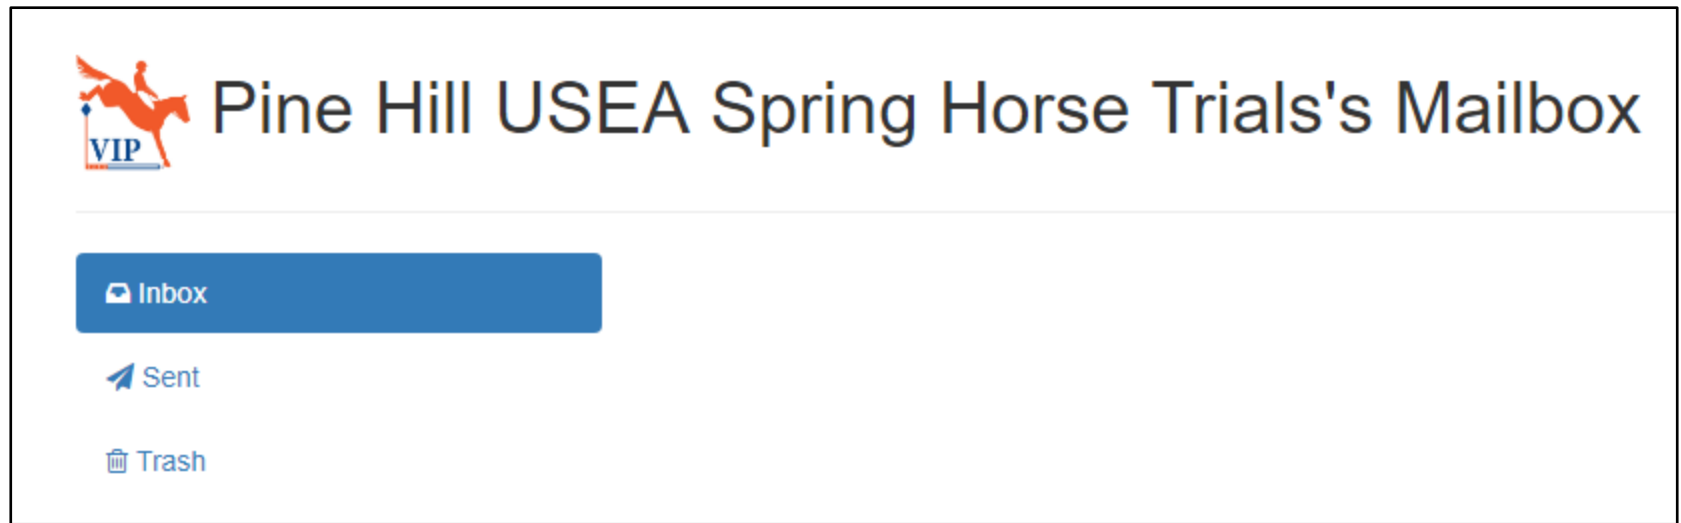 Pine Hill USEA Spring Horse Trials's Mailbox
VIP
Inbox
Sent
Trash